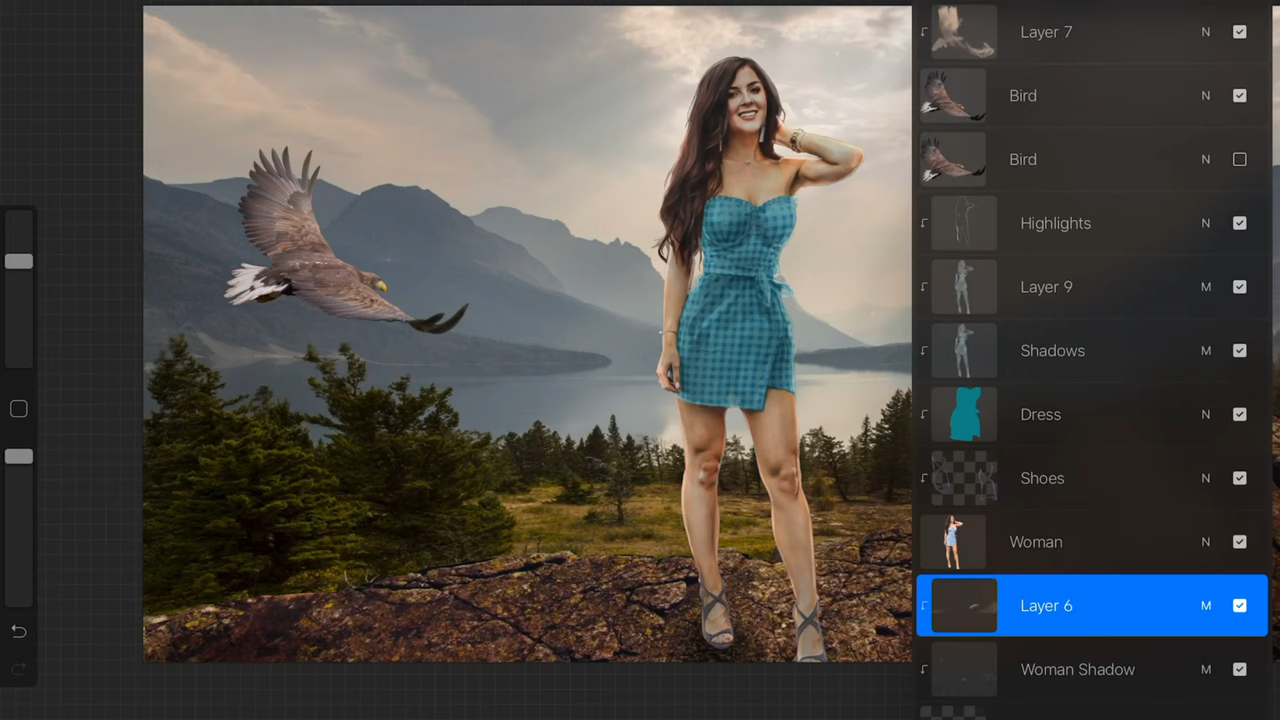 Layer 7 N
Bird N
Bird N
Highlights N
Layer 9 M
Shadows M
Dress N
Shoes N
Woman N
Layer 6 M
Woman Shadow M